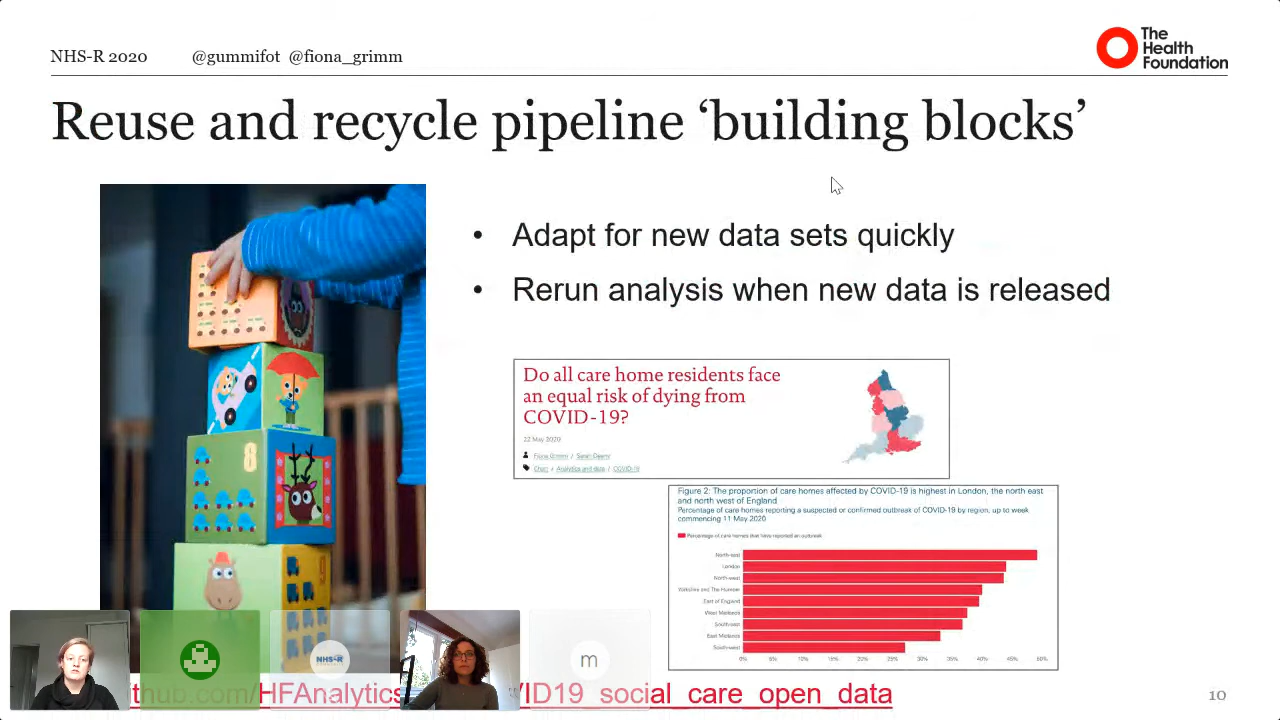 NHS-R 2020 @gummifot @fiona_grimm
The
Health
Foundation
Reuse and recycle pipeline ‘building blocks’
• Adapt for new data sets quickly
• Rerun analysis when new data is released
8
Do all care home residents face
an equal risk of dying from
COVID-19?
22 May 2020
Fiona Grimm / Sarah Deeny
Chart / Analytics and data / COVID-19
Figure 2: The proportion of care homes affected by COVID-19 is highest in London, the north east
and north west of England
Percentage of care homes reporting a suspected or confirmed outbreak of COVID-19 by region, up to week
commencing 11 May 2020
Percentage of care homes that have reported an outbreak
North-east
London
North-west
Yorkshire and The Humber
East of England
West Midlands
South-east
East Midlands
South-west
0% 5% 10% 15% 20% 25% 30% 35% 40% 45% 50%
NHS-R
m
thub.com/HFAnalytics VID19_social_care_open_data
10